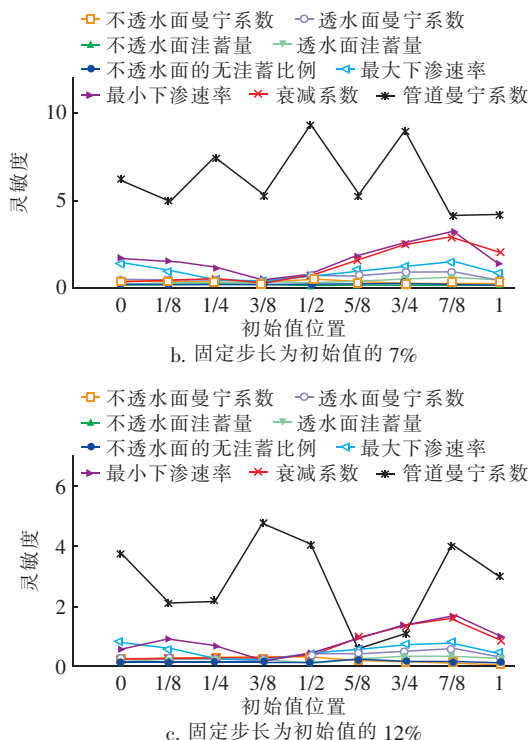 不透水面曼宁系数 透水面曼宁系数
不透水面洼蓄量 透水面洼蓄量
不透水面的无洼蓄比例 最大下渗速率
最小下渗速率 衰减系数 管道曼宁系数
10
5
0
灵敏度
0 1/8 1/4 3/8 1/2 5/8 3/4 7/8 1
初始值位置
b. 固定步长为初始值的 7%
不透水面曼宁系数 透水面曼宁系数
不透水面洼蓄量 透水面洼蓄量
不透水面的无洼蓄比例 最大下渗速率
最小下渗速率 衰减系数 管道曼宁系数
6
4
2
0
灵敏度
0 1/8 1/4 3/8 1/2 5/8 3/4 7/8 1
初始值位置
c. 固定步长为初始值的 12%